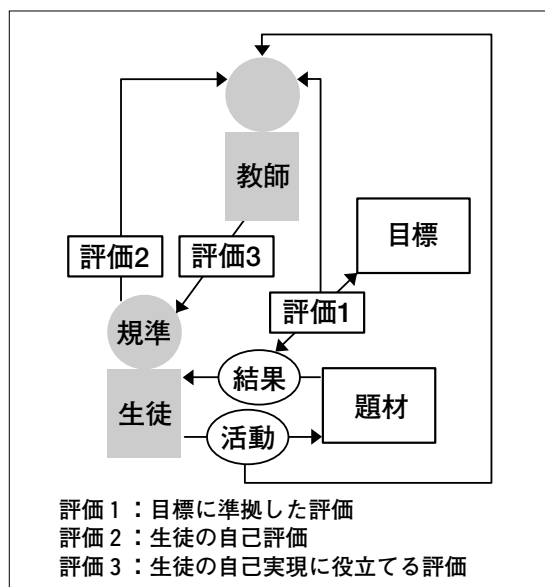 教師
目標
評価2
評価3
評価1
規準
結果
題材
生徒
活動
評価1：目標に準拠した評価
評価2：生徒の自己評価
評価3：生徒の自己実現に役立てる評価